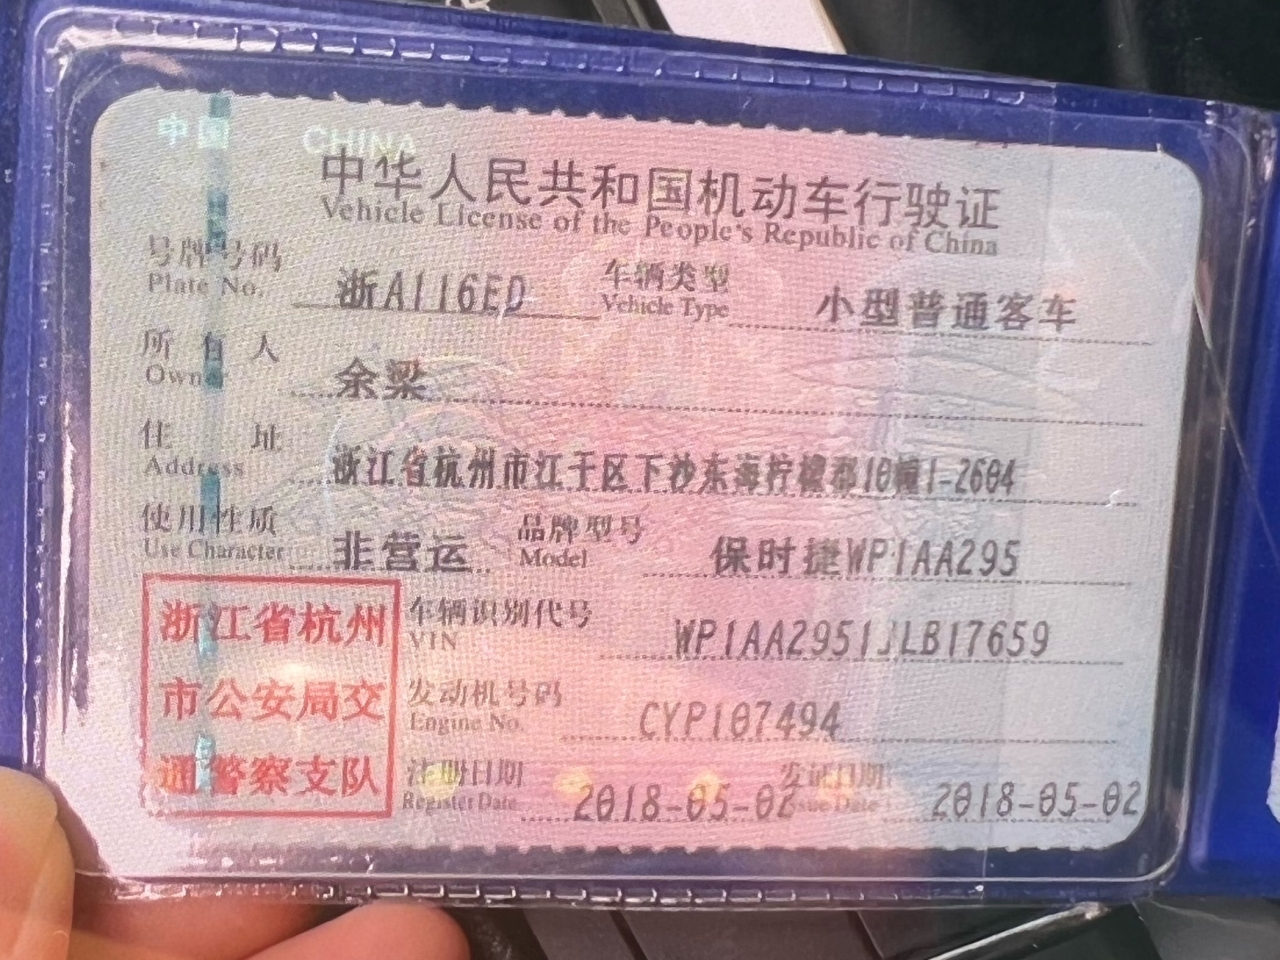 中国 CHINA
中华人民共和国机动车行驶证
Vehicle License of the People's Republic of China
号牌号码 浙A116ED 车辆类型 小型普通客车
Plate No. Vehicle Type
所有人 余梁
Owner
住址 浙江省杭州市江干区下沙东海柠檬郡10幢1-2604
Address
使用性质 非营运 品牌型号 保时捷WP1AA295
Use Character Model
浙江省杭州 车辆识别代号 WP1AA2951JLB17659
VIN
市公安局交 发动机号码 CYP107494
Engine No.
通警察支队 注册日期 2018-05-02 发证日期 2018-05-02
Register Date Issue Date